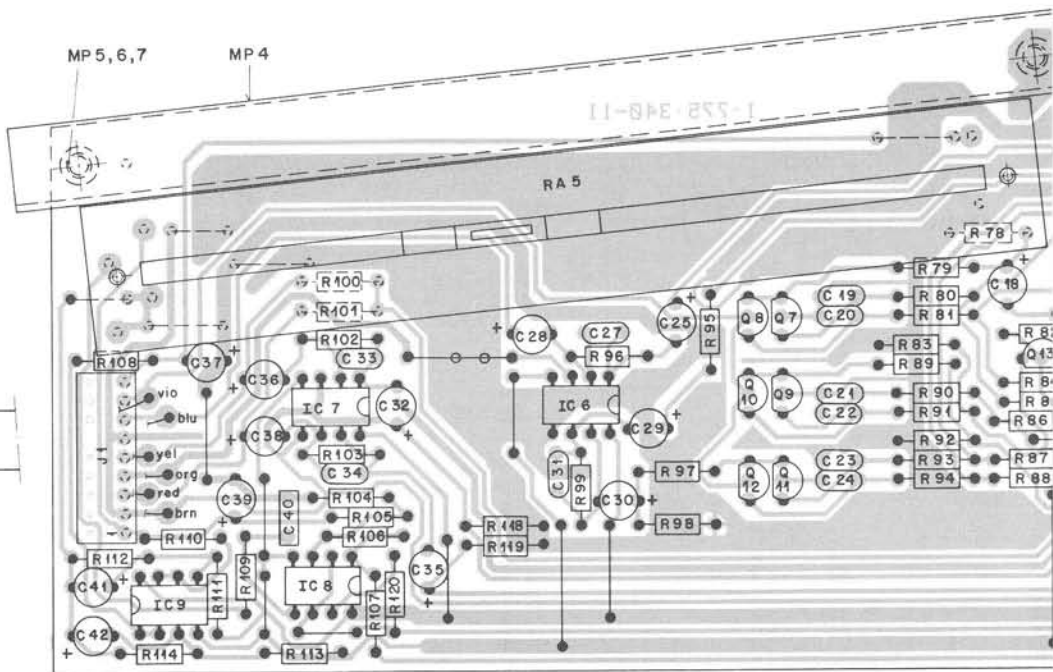 MP 5, 6, 7
MP 4
1-775-340-11
RA 5
R 78
R 79
C 18
R 100
R 101
R 102
C 33
C 28
C 27
C 25
R 95
Q 8
Q 7
C 19
C 20
R 80
R 81
R 108
C 37
C 36
R 96
R 83
R 89
Q 13
vio
blu
yel
org
red
brn
J1
1
IC 7
C 32
IC 6
C 29
Q 10
Q 9
C 21
C 22
R 90
R 91
R 86
C 38
R 103
C 34
C 31
R 99
R 97
Q 12
Q 11
C 23
C 24
R 92
R 93
R 94
R 87
R 88
C 39
C 40
R 104
R 105
R 106
C 30
R 98
R 118
R 119
R 110
R 112
R 109
C 35
C 41
IC 9
R 111
IC 8
R 107
R 120
C 42
R 114
R 113